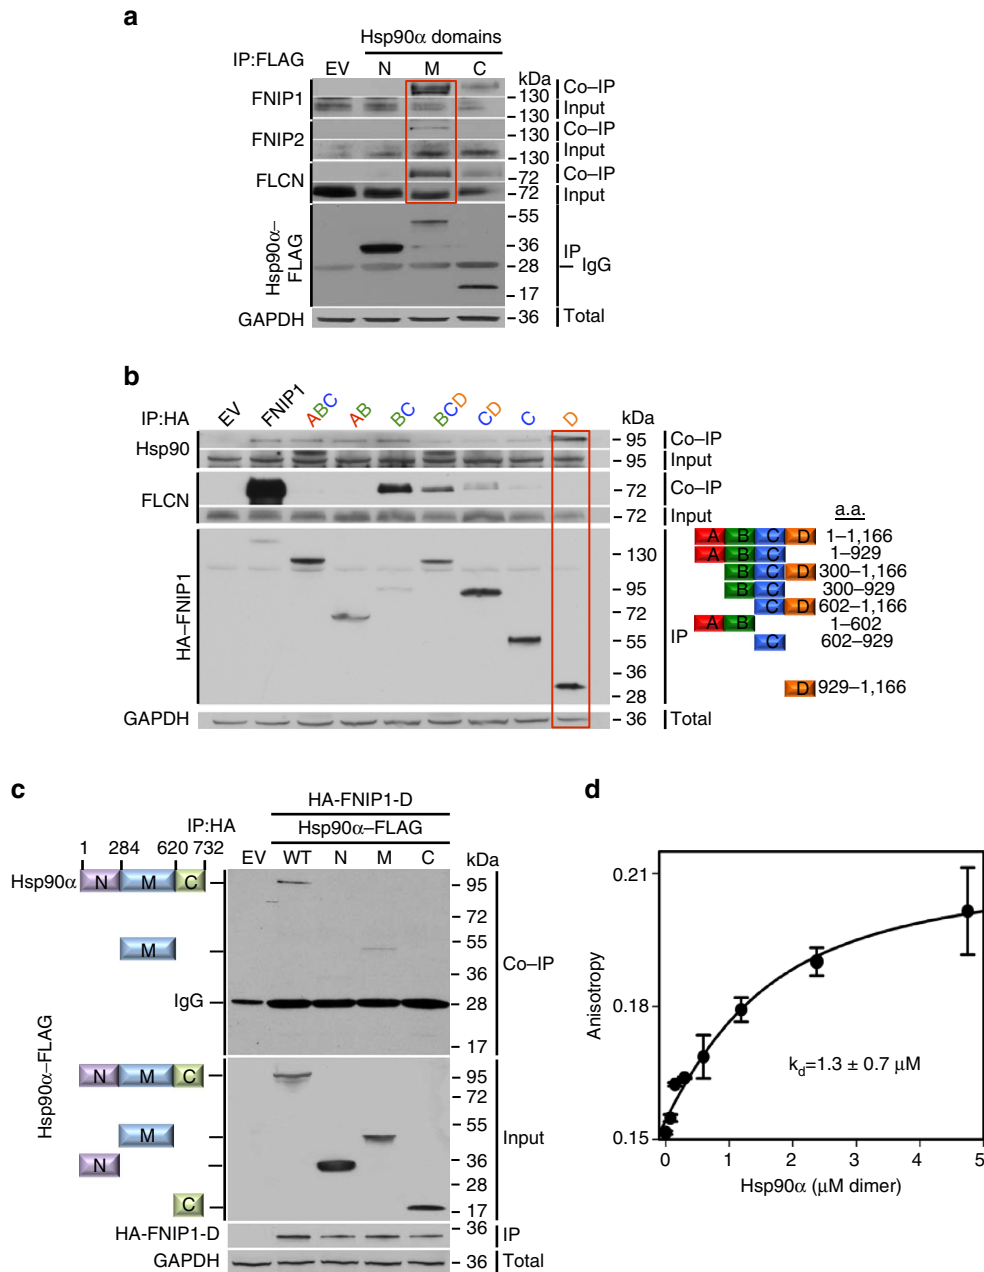 a
Hsp90α domains
IP:FLAG
EV N M C
kDa
FNIP1
130
Co–IP
130
Input
FNIP2
130
Co–IP
130
Input
FLCN
72
Co–IP
72
Input
Hsp90α–
FLAG
55
36
28
17
IP
IgG
GAPDH
36
Total
b
IP:HA
EV FNIP1 ABC AB BC BCD CD C D
kDa
Hsp90
95
Co–IP
95
Input
FLCN
72
Co–IP
72
Input
HA–FNIP1
130
95
72
55
36
28
IP
GAPDH
36
Total
a.a.
A B C D 1–1,166
A B C 1–929
B C D 300–1,166
B C 300–929
C D 602–1,166
A B 1–602
C 602–929
D 929–1,166
c
HA-FNIP1-D
IP:HA
Hsp90α–FLAG
1 284 620 732
EV WT N M C
kDa
Hsp90α
N M C
M
IgG
95
72
55
36
28
17
Co–IP
Hsp90α–FLAG
N M C
M
N
C
95
72
55
36
28
17
Input
HA-FNIP1-D
36
IP
GAPDH
36
Total
d
Anisotropy
0.21
0.18
0.15
kd=1.3 ± 0.7 μM
0 1 2 3 4 5
Hsp90α (μM dimer)